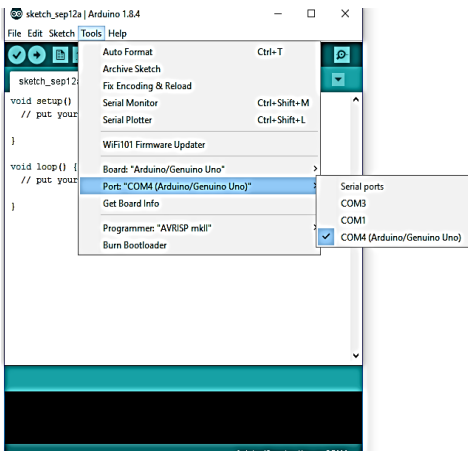 sketch_sep12a | Arduino 1.8.4
File Edit Sketch Tools Help
sketch_sep12
void setup()
// put your
}
void loop() {
// put your
}
Auto Format Ctrl+T
Archive Sketch
Fix Encoding & Reload
Serial Monitor Ctrl+Shift+M
Serial Plotter Ctrl+Shift+L
WiFi101 Firmware Updater
Board: "Arduino/Genuino Uno"
Port: "COM4 (Arduino/Genuino Uno)"
Get Board Info
Programmer: "AVRISP mkII"
Burn Bootloader
Serial ports
COM3
COM1
COM4 (Arduino/Genuino Uno)